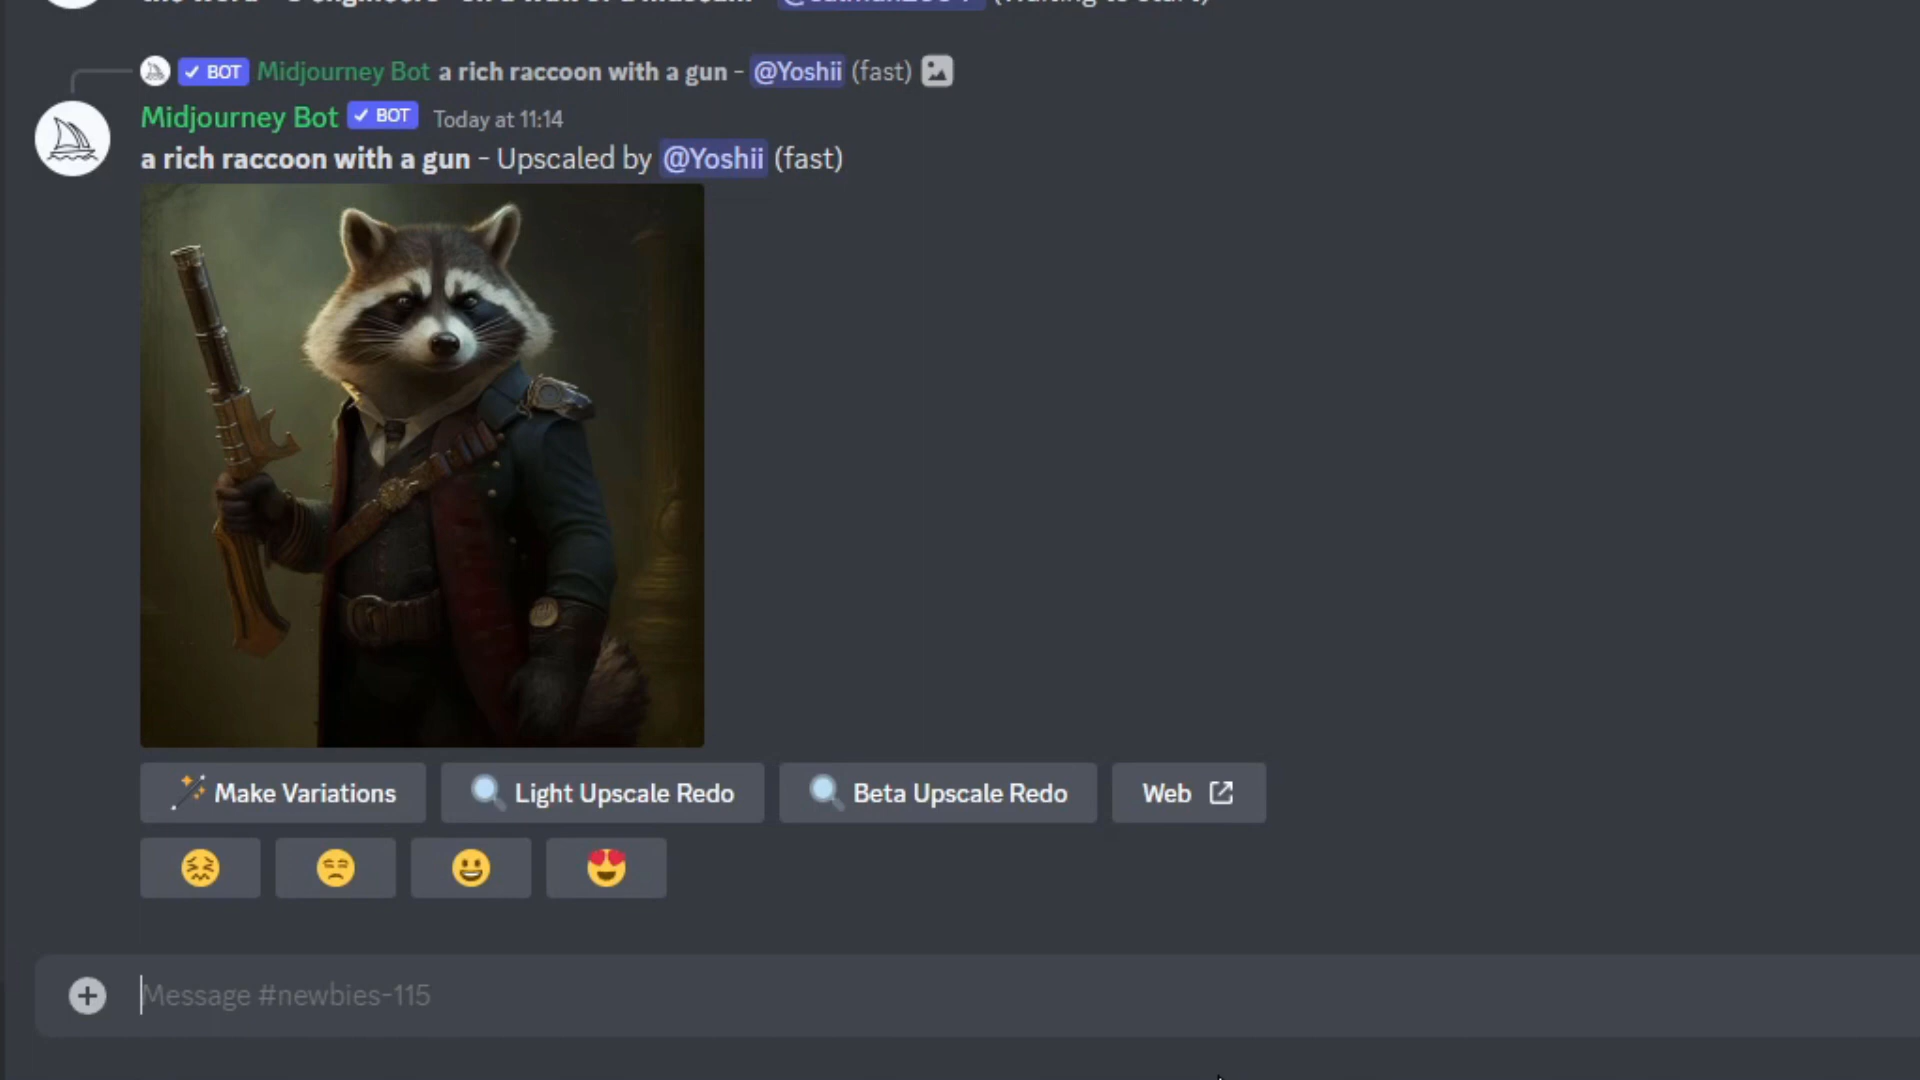 BOT Midjourney Bot a rich raccoon with a gun - @Yoshii (fast)
Midjourney Bot BOT Today at 11:14
a rich raccoon with a gun - Upscaled by @Yoshii (fast)
Make Variations Light Upscale Redo Beta Upscale Redo Web
Message #newbies-115